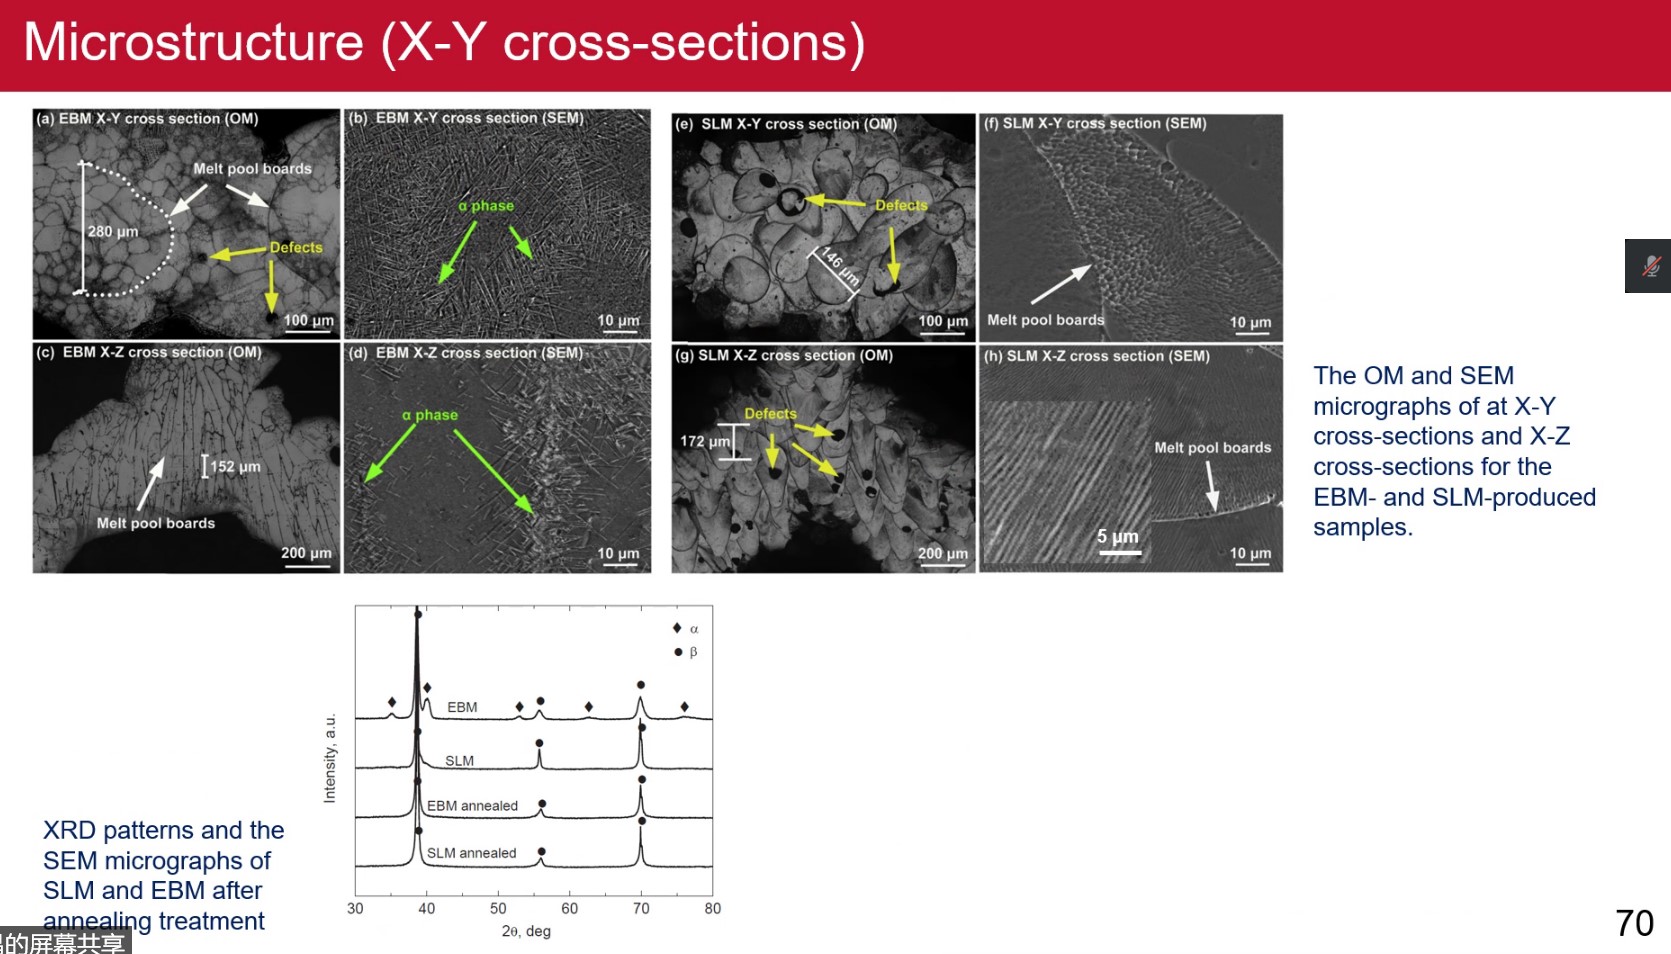 Microstructure (X-Y cross-sections)
(a) EBM X-Y cross section (OM)
Melt pool boards
280 μm
Defects
100 μm
(b) EBM X-Y cross section (SEM)
α phase
10 μm
(c) EBM X-Z cross section (OM)
152 μm
Melt pool boards
200 μm
(d) EBM X-Z cross section (SEM)
α phase
10 μm
(e) SLM X-Y cross section (OM)
Defects
146 μm
100 μm
(f) SLM X-Y cross section (SEM)
Melt pool boards
10 μm
(g) SLM X-Z cross section (OM)
Defects
172 μm
200 μm
(h) SLM X-Z cross section (SEM)
Melt pool boards
5 μm
10 μm
The OM and SEM
micrographs of at X-Y
cross-sections and X-Z
cross-sections for the
EBM- and SLM-produced
samples.
α
β
EBM
SLM
EBM annealed
SLM annealed
Intensity, a.u.
30 40 50 60 70 80
2θ, deg
XRD patterns and the
SEM micrographs of
SLM and EBM after
annealing treatment
的屏幕共享
70